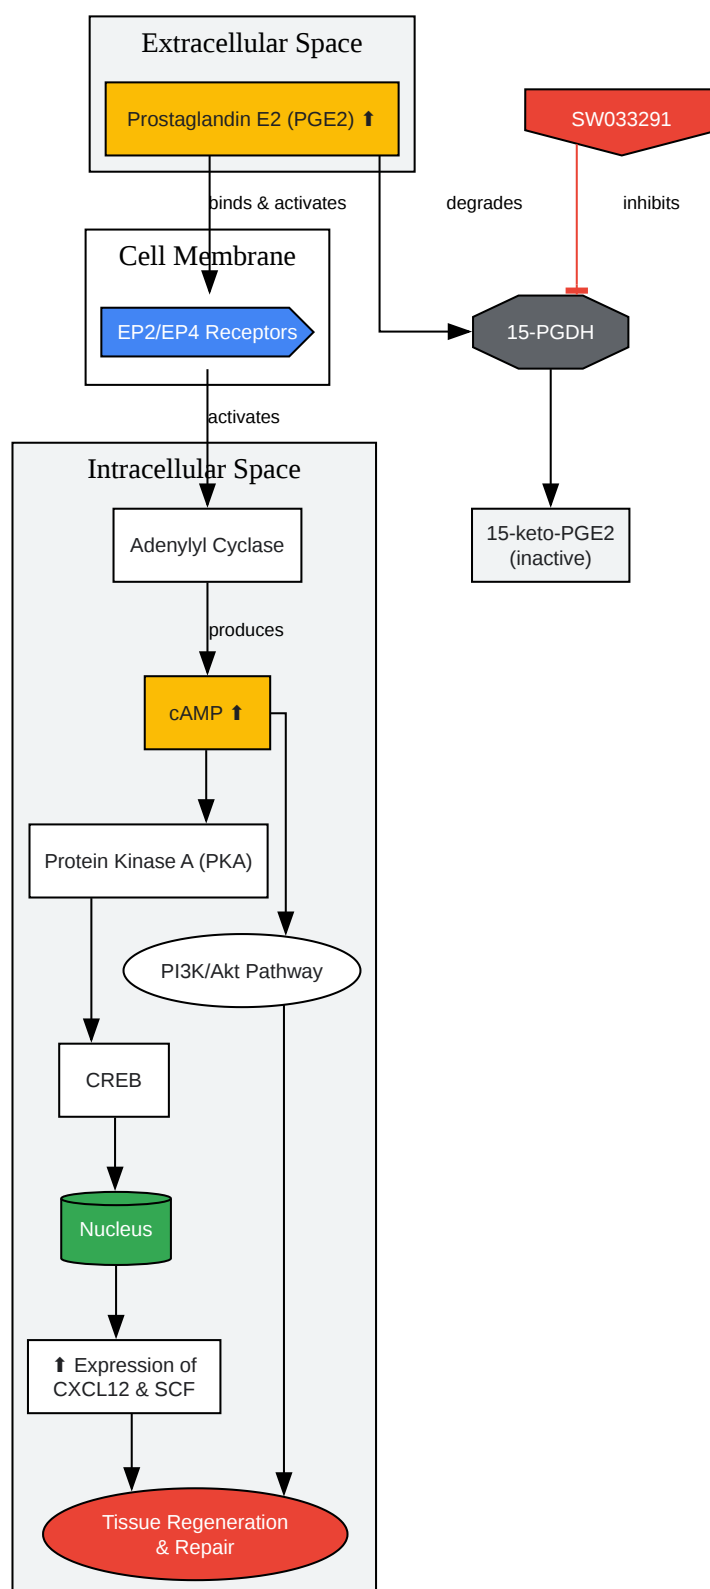 Extracellular Space
Prostaglandin E2 (PGE2) ⬆
SW033291
binds & activates
degrades
inhibits
Cell Membrane
EP2/EP4 Receptors
15-PGDH
activates
Intracellular Space
Adenylyl Cyclase
15-keto-PGE2
(inactive)
produces
cAMP ⬆
Protein Kinase A (PKA)
PI3K/Akt Pathway
CREB
Nucleus
⬆ Expression of
CXCL12 & SCF
Tissue Regeneration
& Repair